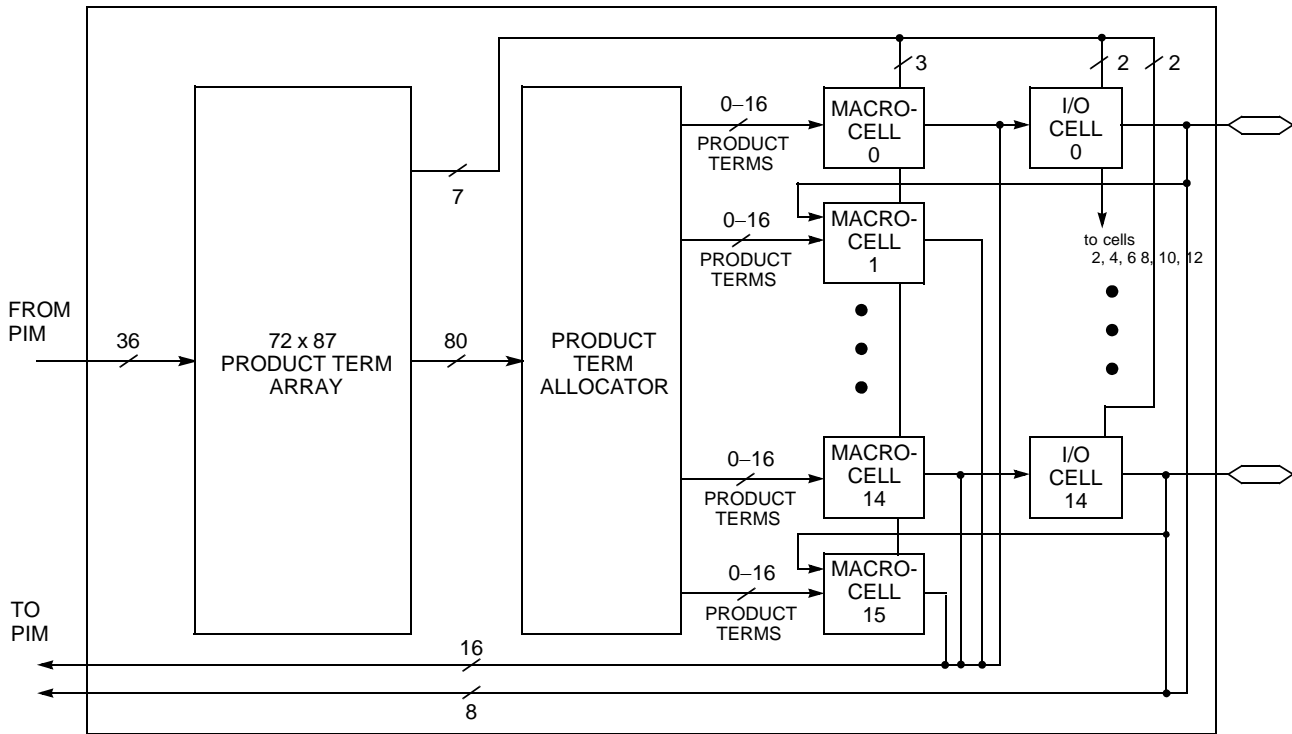 3
2
2
0–16
PRODUCT
TERMS
MACRO-
CELL
0
I/O
CELL
0
7
0–16
PRODUCT
TERMS
MACRO-
CELL
1
to cells
2, 4, 6 8, 10, 12
FROM
PIM
36
72 x 87
PRODUCT TERM
ARRAY
80
PRODUCT
TERM
ALLOCATOR
0–16
PRODUCT
TERMS
MACRO-
CELL
14
I/O
CELL
14
0–16
PRODUCT
TERMS
MACRO-
CELL
15
TO
PIM
16
8